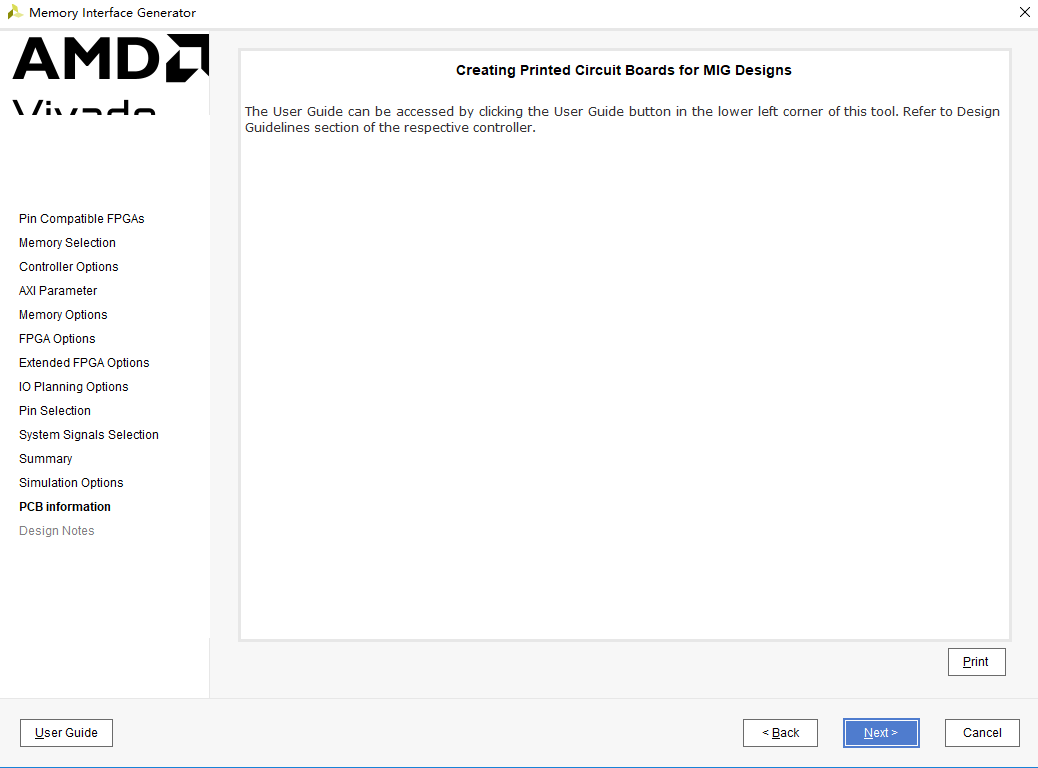 Memory Interface Generator
AMD
Vivado
Pin Compatible FPGAs
Memory Selection
Controller Options
AXI Parameter
Memory Options
FPGA Options
Extended FPGA Options
IO Planning Options
Pin Selection
System Signals Selection
Summary
Simulation Options
PCB information
Design Notes
Creating Printed Circuit Boards for MIG Designs
The User Guide can be accessed by clicking the User Guide button in the lower left corner of this tool. Refer to Design
Guidelines section of the respective controller.
Print
User Guide
< Back
Next >
Cancel